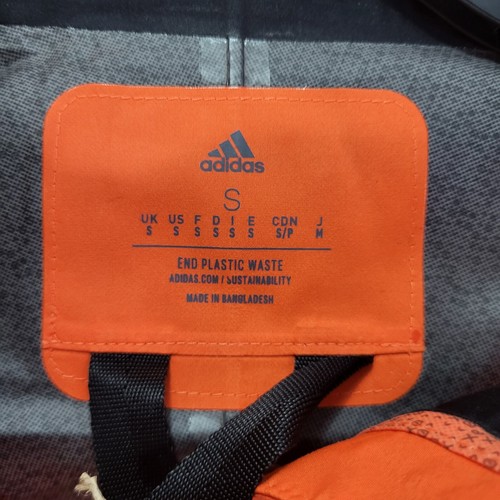 adidas
S
UK US F D I E CDN J
S S S S S S S/P M
END PLASTIC WASTE
ADIDAS.COM / SUSTAINABILITY
MADE IN BANGLADESH